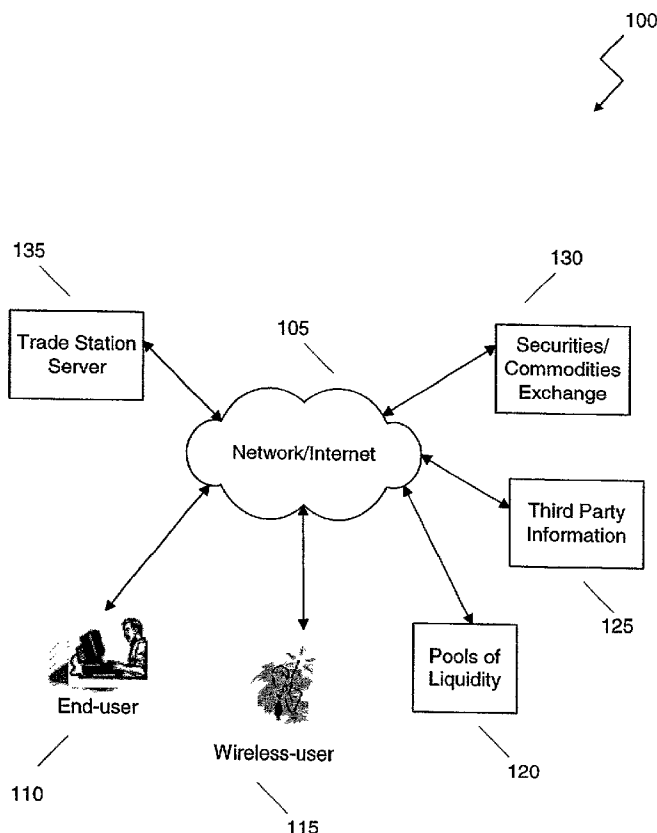 100
135
130
105
Trade Station
Server
Securities/
Commodities
Exchange
Network/Internet
Third Party
Information
125
Pools of
Liquidity
End-user
Wireless-user
120
110
115